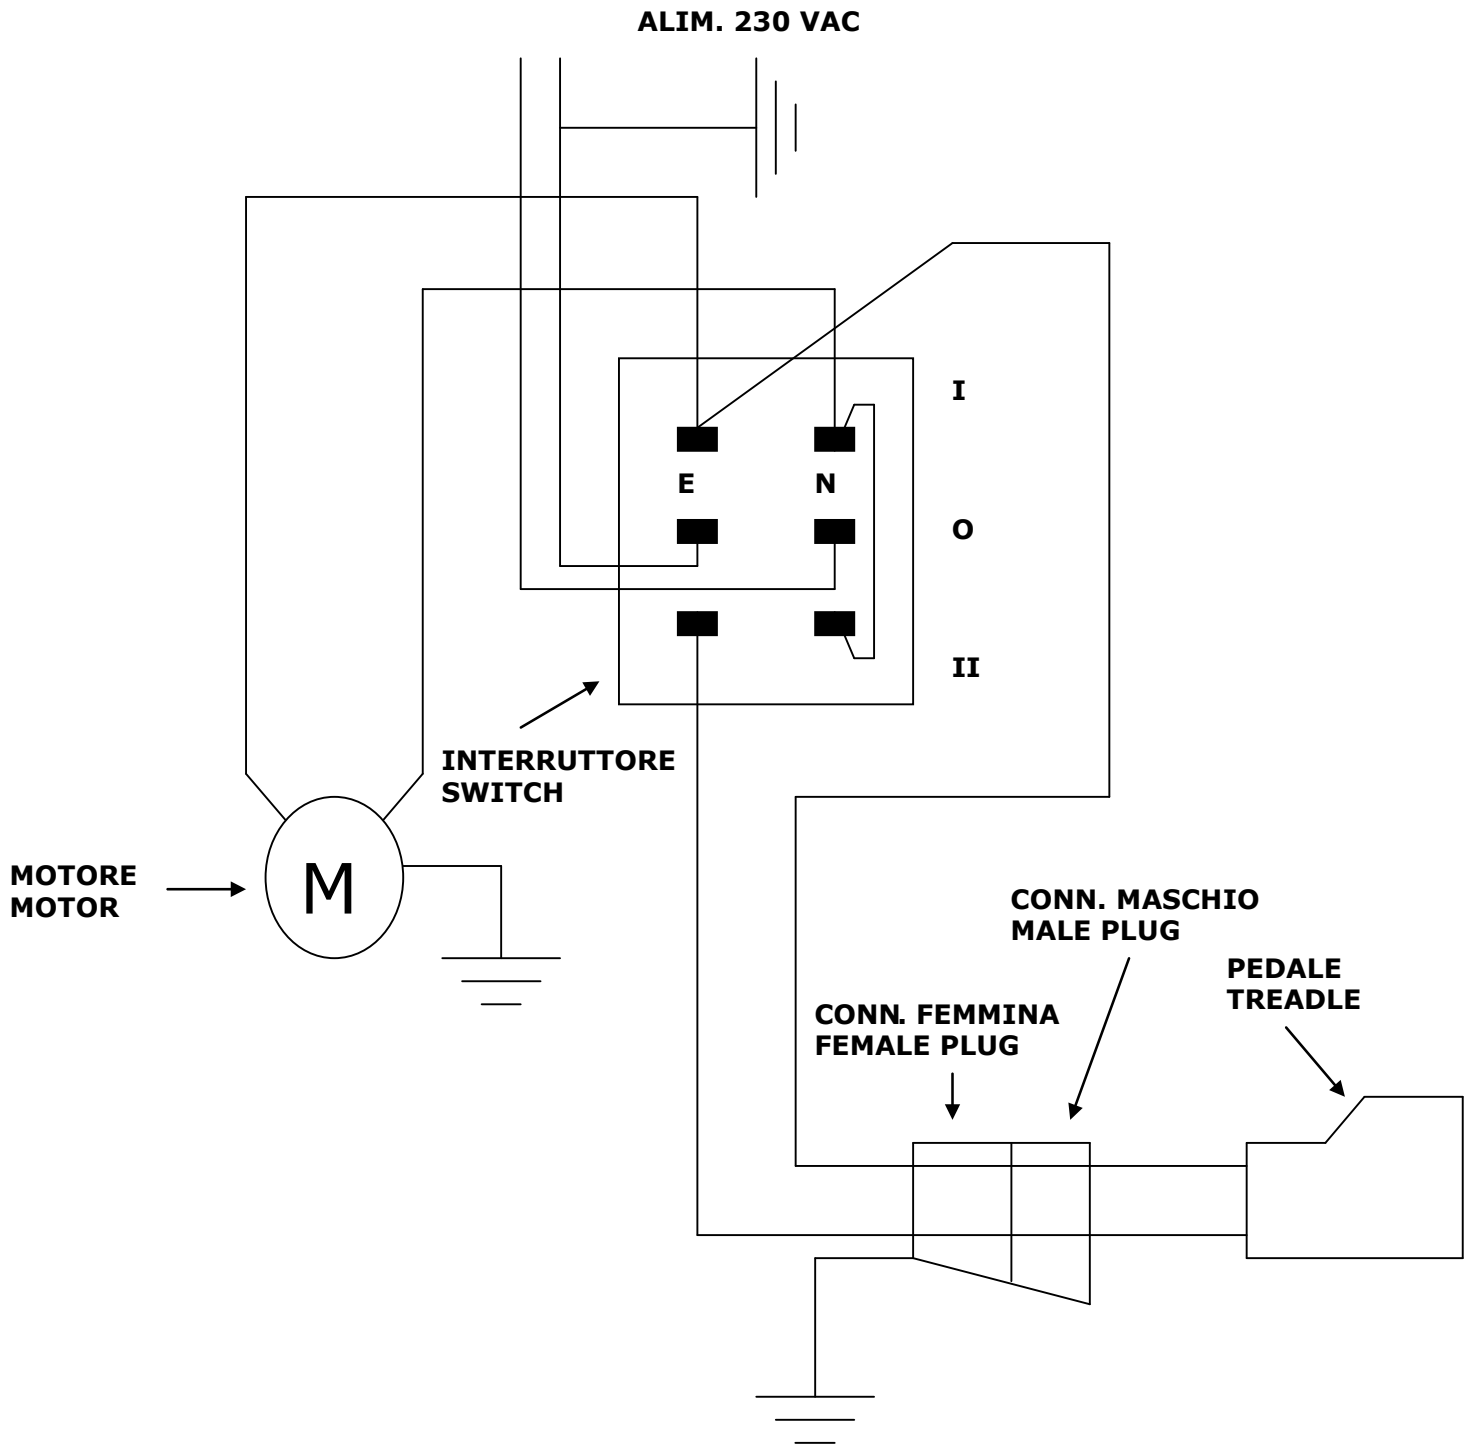 ALIM. 230 VAC
I
E
N
O
II
INTERRUTTORE
SWITCH
MOTORE
MOTOR
M
CONN. MASCHIO
MALE PLUG
PEDALE
TREADLE
CONN. FEMMINA
FEMALE PLUG